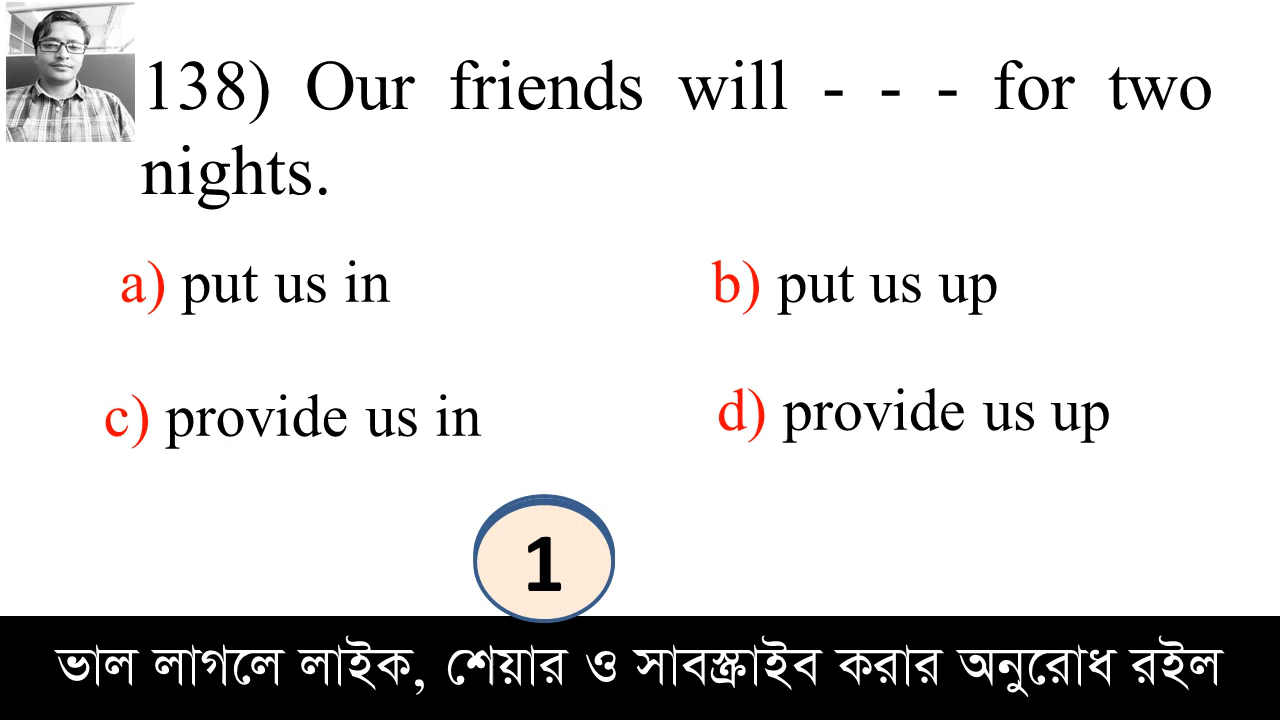 138) Our friends will - - - for two
nights.
a) put us in
b) put us up
c) provide us in
d) provide us up
1
ভাল লাগলে লাইক, শেয়ার ও সাবস্ক্রাইব করার অনুরোধ রইল